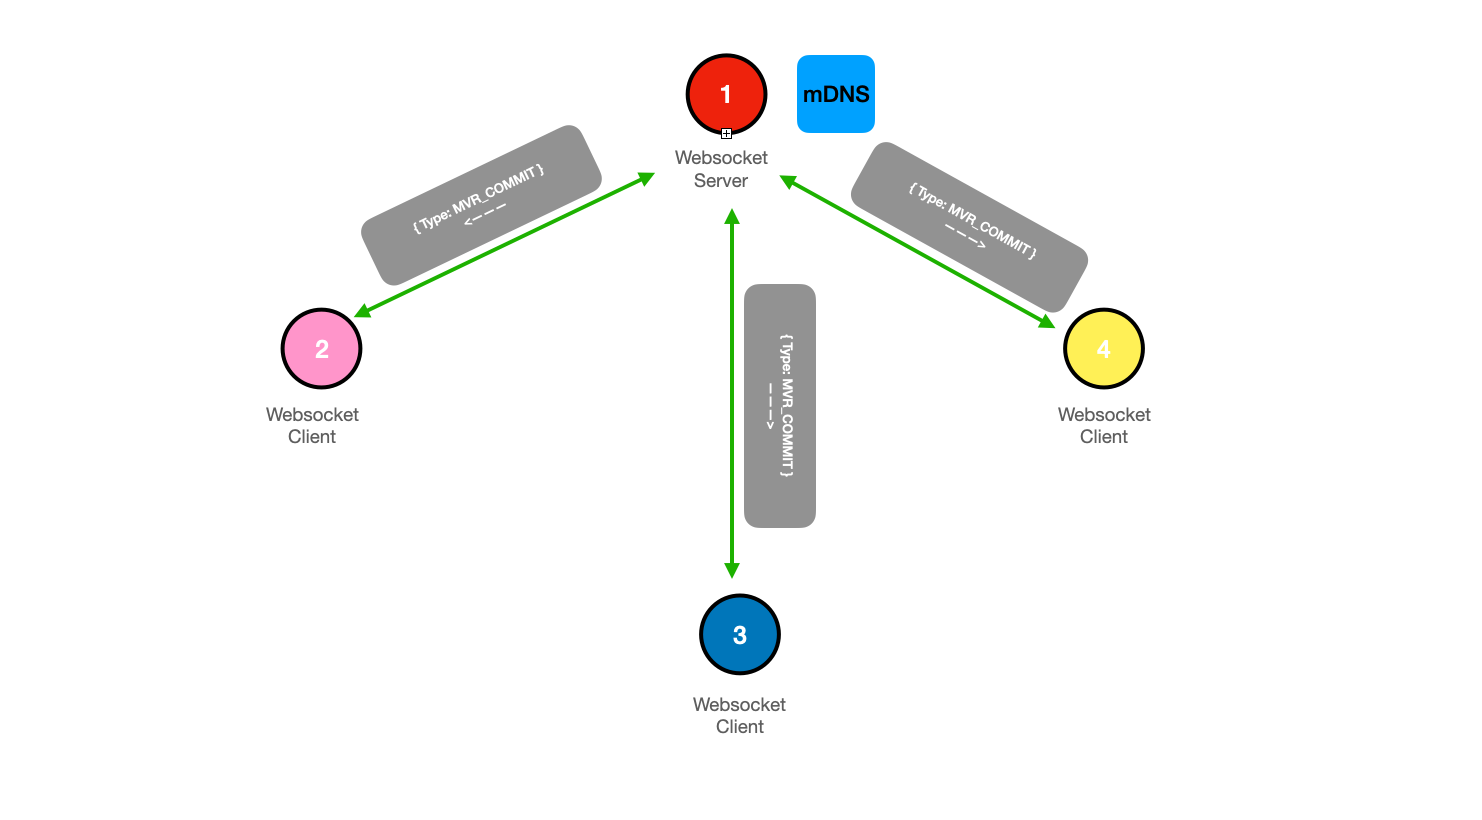 1
mDNS
Websocket
Server
{ Type: MVR_COMMIT }
<– – –
{ Type: MVR_COMMIT }
– – –>
{ Type: MVR_COMMIT }
– – –>
2
Websocket
Client
4
Websocket
Client
3
Websocket
Client